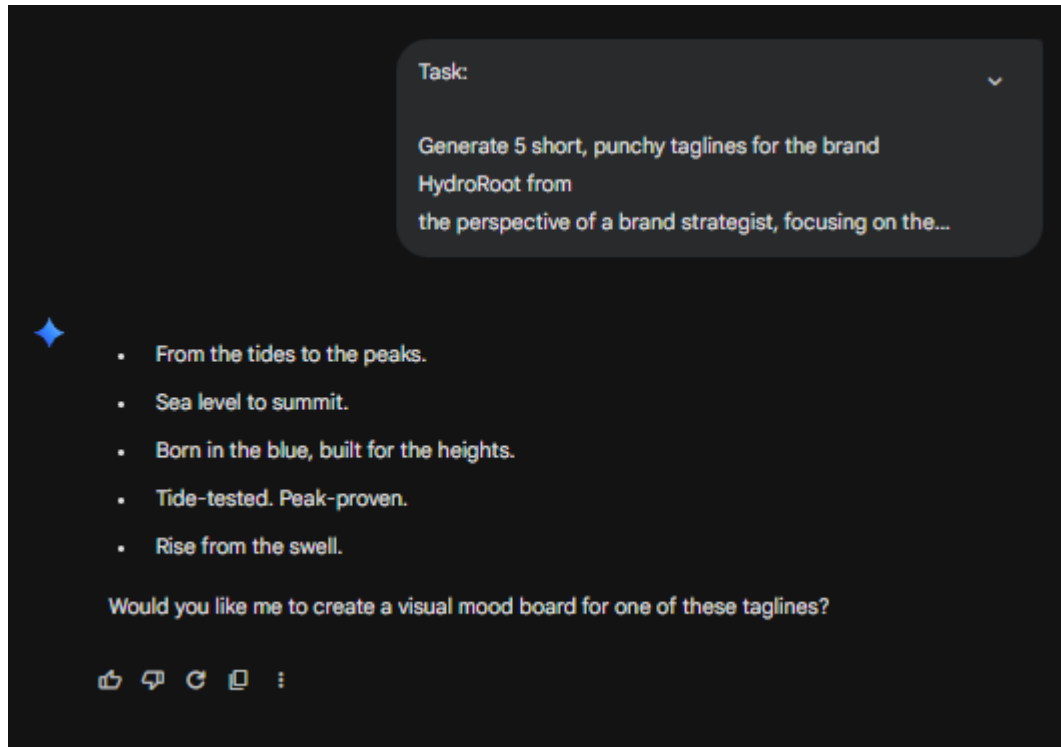 Task:
Generate 5 short, punchy taglines for the brand
HydroRoot from
the perspective of a brand strategist, focusing on the...
• From the tides to the peaks.
• Sea level to summit.
• Born in the blue, built for the heights.
• Tide-tested. Peak-proven.
• Rise from the swell.
Would you like me to create a visual mood board for one of these taglines?